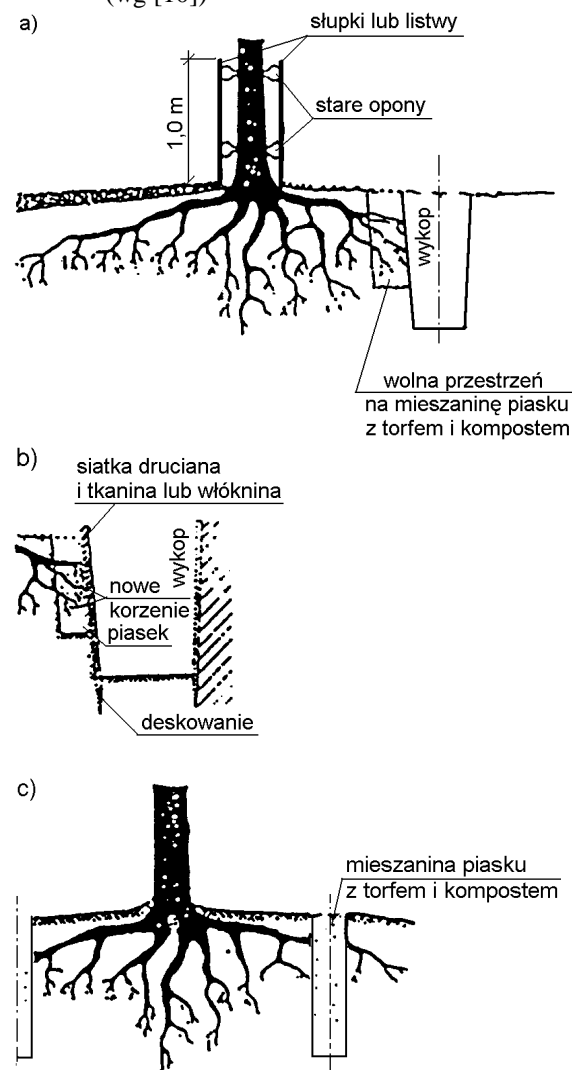 (wg [10])
a)
słupki lub listwy
stare opony
1,0 m
wykop
wolna przestrzeń
na mieszaninę piasku
z torfem i kompostem
b)
siatka druciana
i tkanina lub włóknina
wykop
nowe
korzenie
piasek
deskowanie
c)
mieszanina piasku
z torfem i kompostem